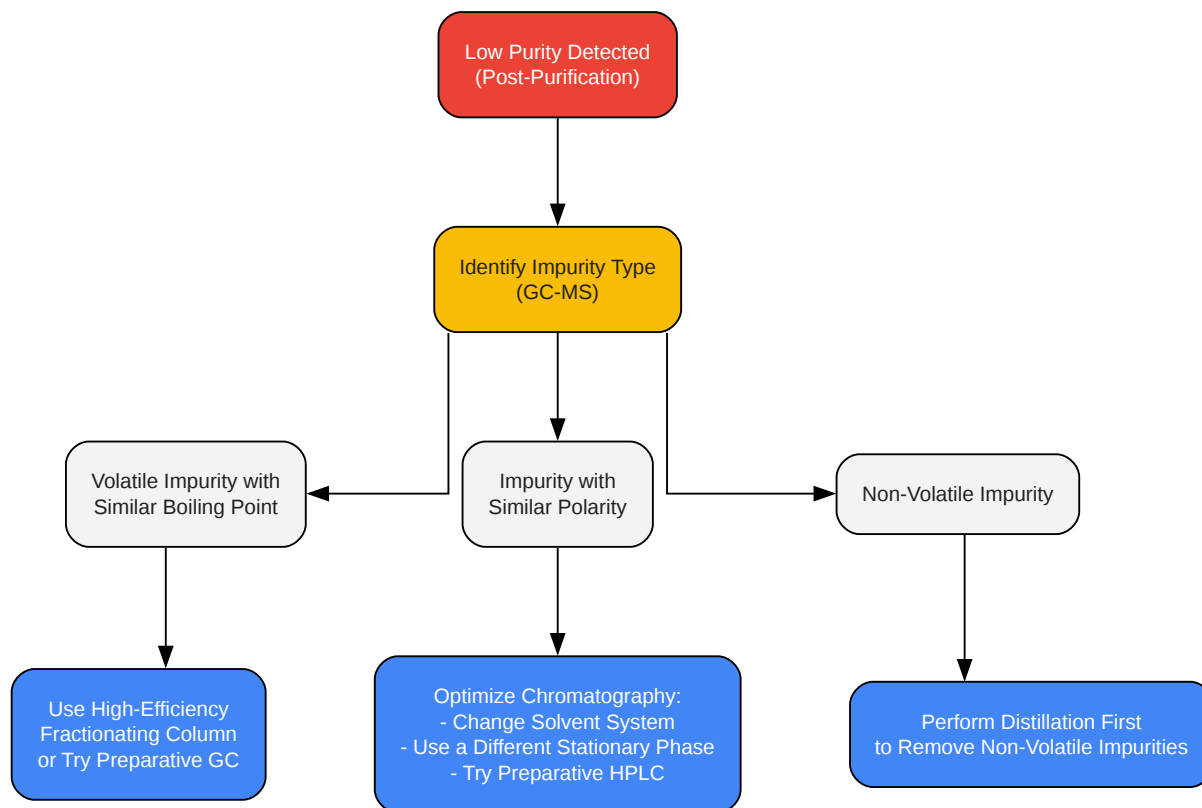 Low Purity Detected
(Post-Purification)
Identify Impurity Type
(GC-MS)
Volatile Impurity with
Similar Boiling Point
Impurity with
Similar Polarity
Non-Volatile Impurity
Use High-Efficiency
Fractionating Column
or Try Preparative GC
Optimize Chromatography:
- Change Solvent System
- Use a Different Stationary Phase
- Try Preparative HPLC
Perform Distillation First
to Remove Non-Volatile Impurities